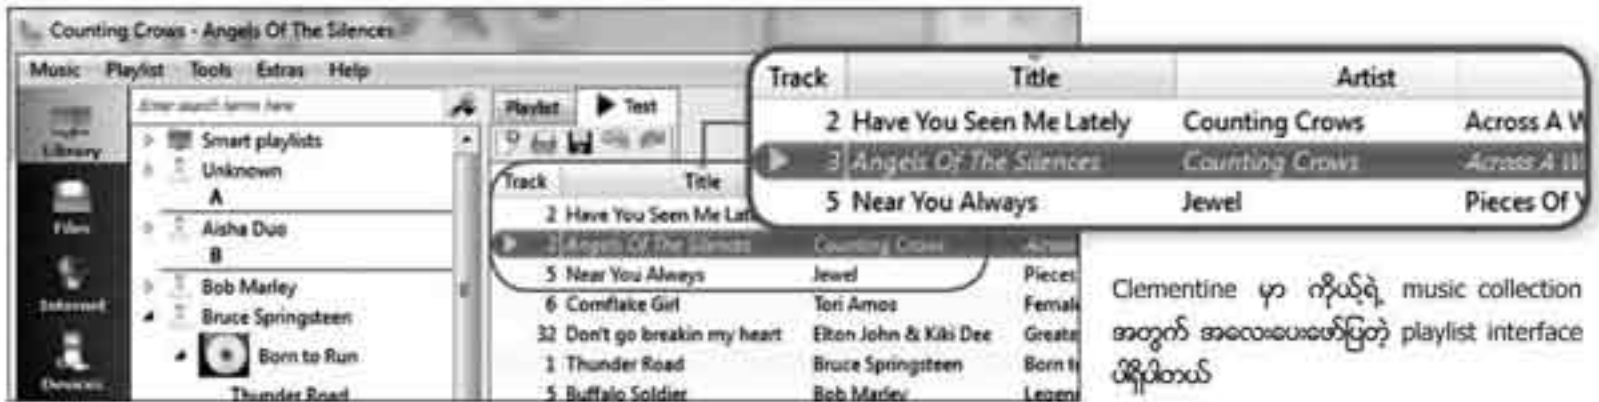 Counting Crows - Angels Of The Silences
Music Playlist Tools Extras Help
Enter search terms here
Library
Files
Internet
Devices
Smart playlists
Unknown
A
Aisha Duo
B
Bob Marley
Bruce Springsteen
Born to Run
Thunder Road
Playlist Test
Track Title
2 Have You Seen Me Lat
3 Angels Of The Silences Counting Crows
5 Near You Always Jewel Pieces
6 Cornflake Girl Tori Amos Female
32 Don't go breakin my heart Elton John & Kiki Dee Greate
1 Thunder Road Bruce Springsteen Born t
5 Buffalo Soldier Bob Marley Legend
Track Title Artist
2 Have You Seen Me Lately Counting Crows Across A W
3 Angels Of The Silences Counting Crows Across A W
5 Near You Always Jewel Pieces Of Y
Clementine မှာ ကိုယ့်ရဲ့ music collection
အတွက် အလေးပေးဖော်ပြတဲ့ playlist interface
ပါရှိပါတယ်